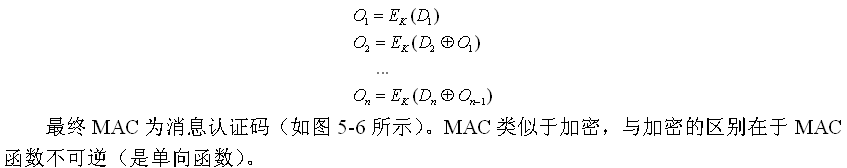 O₁ = E_K(D₁)
O₂ = E_K(D₂ ⊕ O₁)
...
Oₙ = E_K(Dₙ ⊕ Oₙ₋₁)
最终 MAC 为消息认证码（如图 5-6 所示）。MAC 类似于加密，与加密的区别在于 MAC
函数不可逆（是单向函数）。